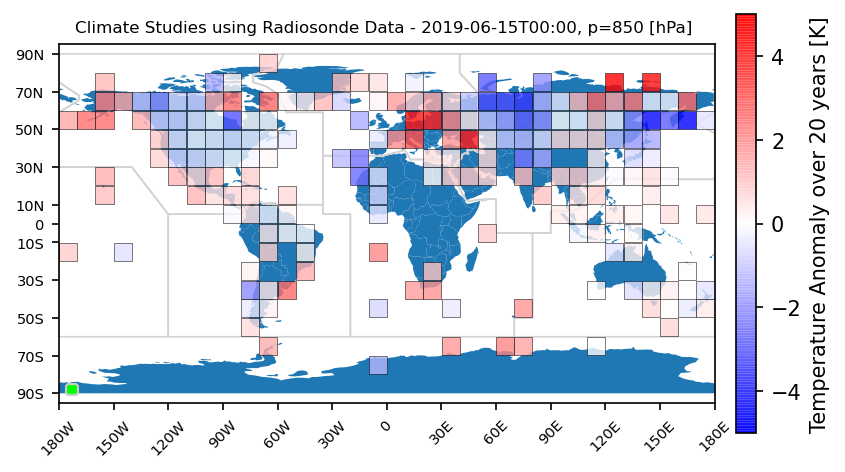 Climate Studies using Radiosonde Data - 2019-06-15T00:00, p=850 [hPa]
90N
70N
50N
30N
10N
0
10S
30S
50S
70S
90S
180W
150W
120W
90W
60W
30W
0
30E
60E
90E
120E
150E
180E
4
2
0
−2
−4
Temperature Anomaly over 20 years [K]